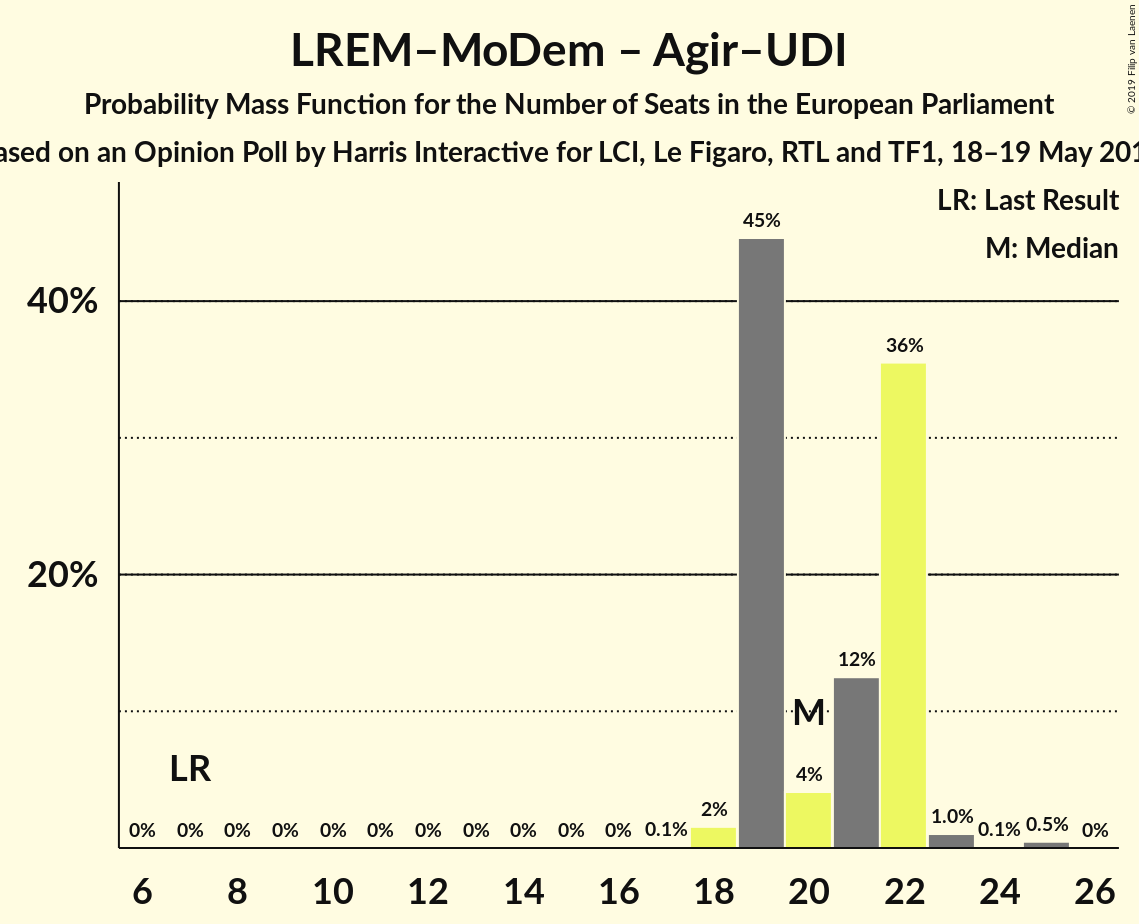 LREM–MoDem – Agir–UDI
Probability Mass Function for the Number of Seats in the European Parliament
on an Opinion Poll by Harris Interactive for LCI, Le Figaro, RTL and TF1, 18–19 May
© 2019 Filip van Laenen
LR: Last Result
M: Median
40%
20%
45%
36%
12%
M
4%
LR
0% 0% 0% 0% 0% 0% 0% 0% 0% 0% 0% 0.1% 2% 1.0% 0.1% 0.5% 0%
6 8 10 12 14 16 18 20 22 24 26